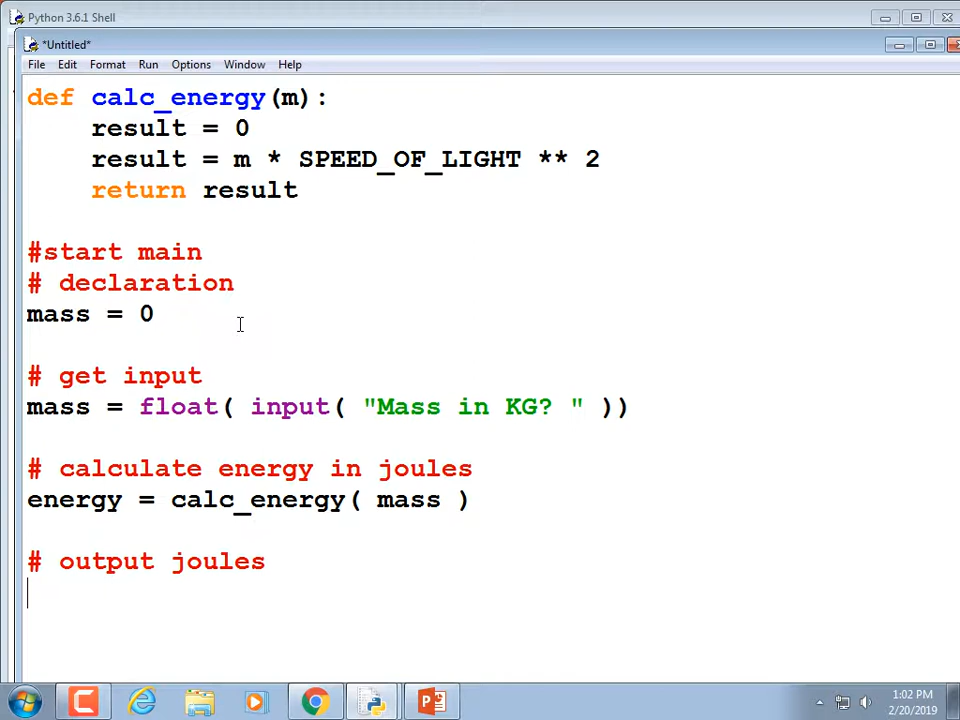 Python 3.6.1 Shell
*Untitled*
File Edit Format Run Options Window Help
def calc_energy(m):
    result = 0
    result = m * SPEED_OF_LIGHT ** 2
    return result
#start main
# declaration
mass = 0
# get input
mass = float( input( "Mass in KG? " ))
# calculate energy in joules
energy = calc_energy( mass )
# output joules
1:02 PM
2/20/2019